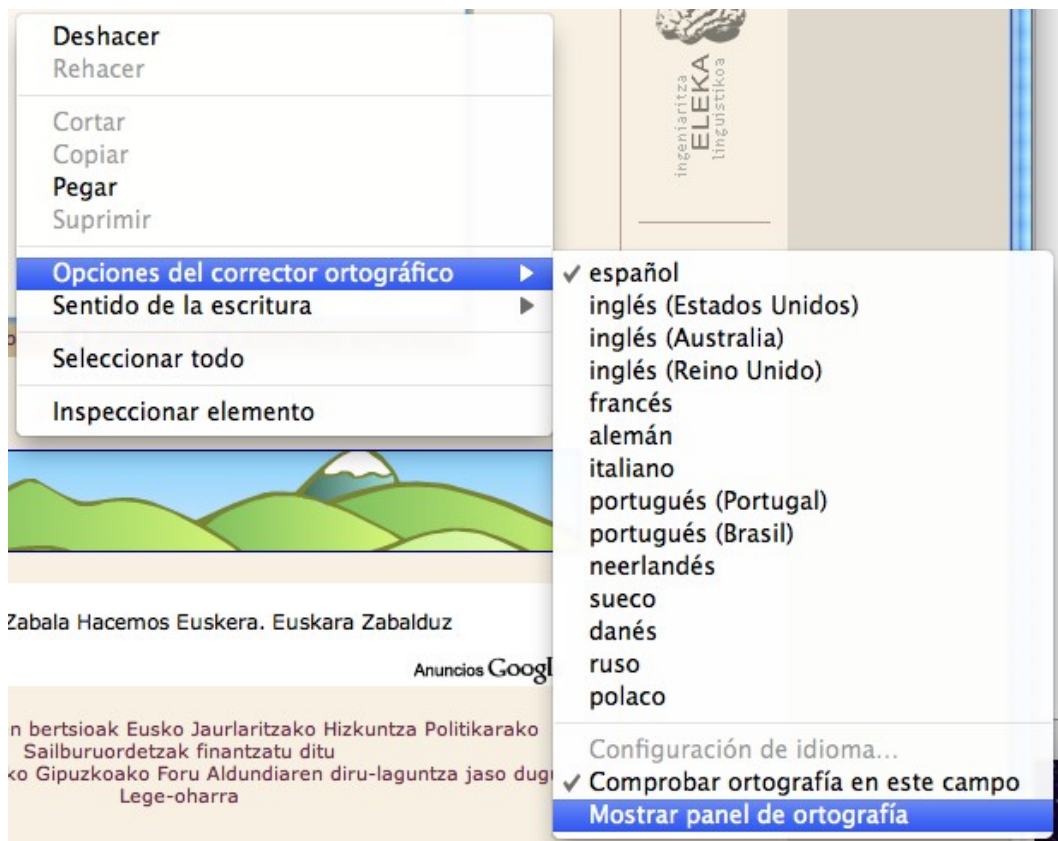 Deshacer
Rehacer
Cortar
Copiar
Pegar
Suprimir
Opciones del corrector ortográfico
Sentido de la escritura
Seleccionar todo
Inspeccionar elemento
ingeniaritza
ELEKA
linguistikoa
español
inglés (Estados Unidos)
inglés (Australia)
inglés (Reino Unido)
francés
alemán
italiano
portugués (Portugal)
portugués (Brasil)
neerlandés
sueco
danés
ruso
polaco
Configuración de idioma...
Comprobar ortografía en este campo
Mostrar panel de ortografía
Zabala Hacemos Euskera. Euskara Zabalduz
Anuncios Googl
n bertsioak Eusko Jaurlaritzako Hizkuntza Politikarako
Sailburuordetzak finantzatu ditu
ko Gipuzkoako Foru Aldundiaren diru-laguntza jaso dugu
Lege-oharra